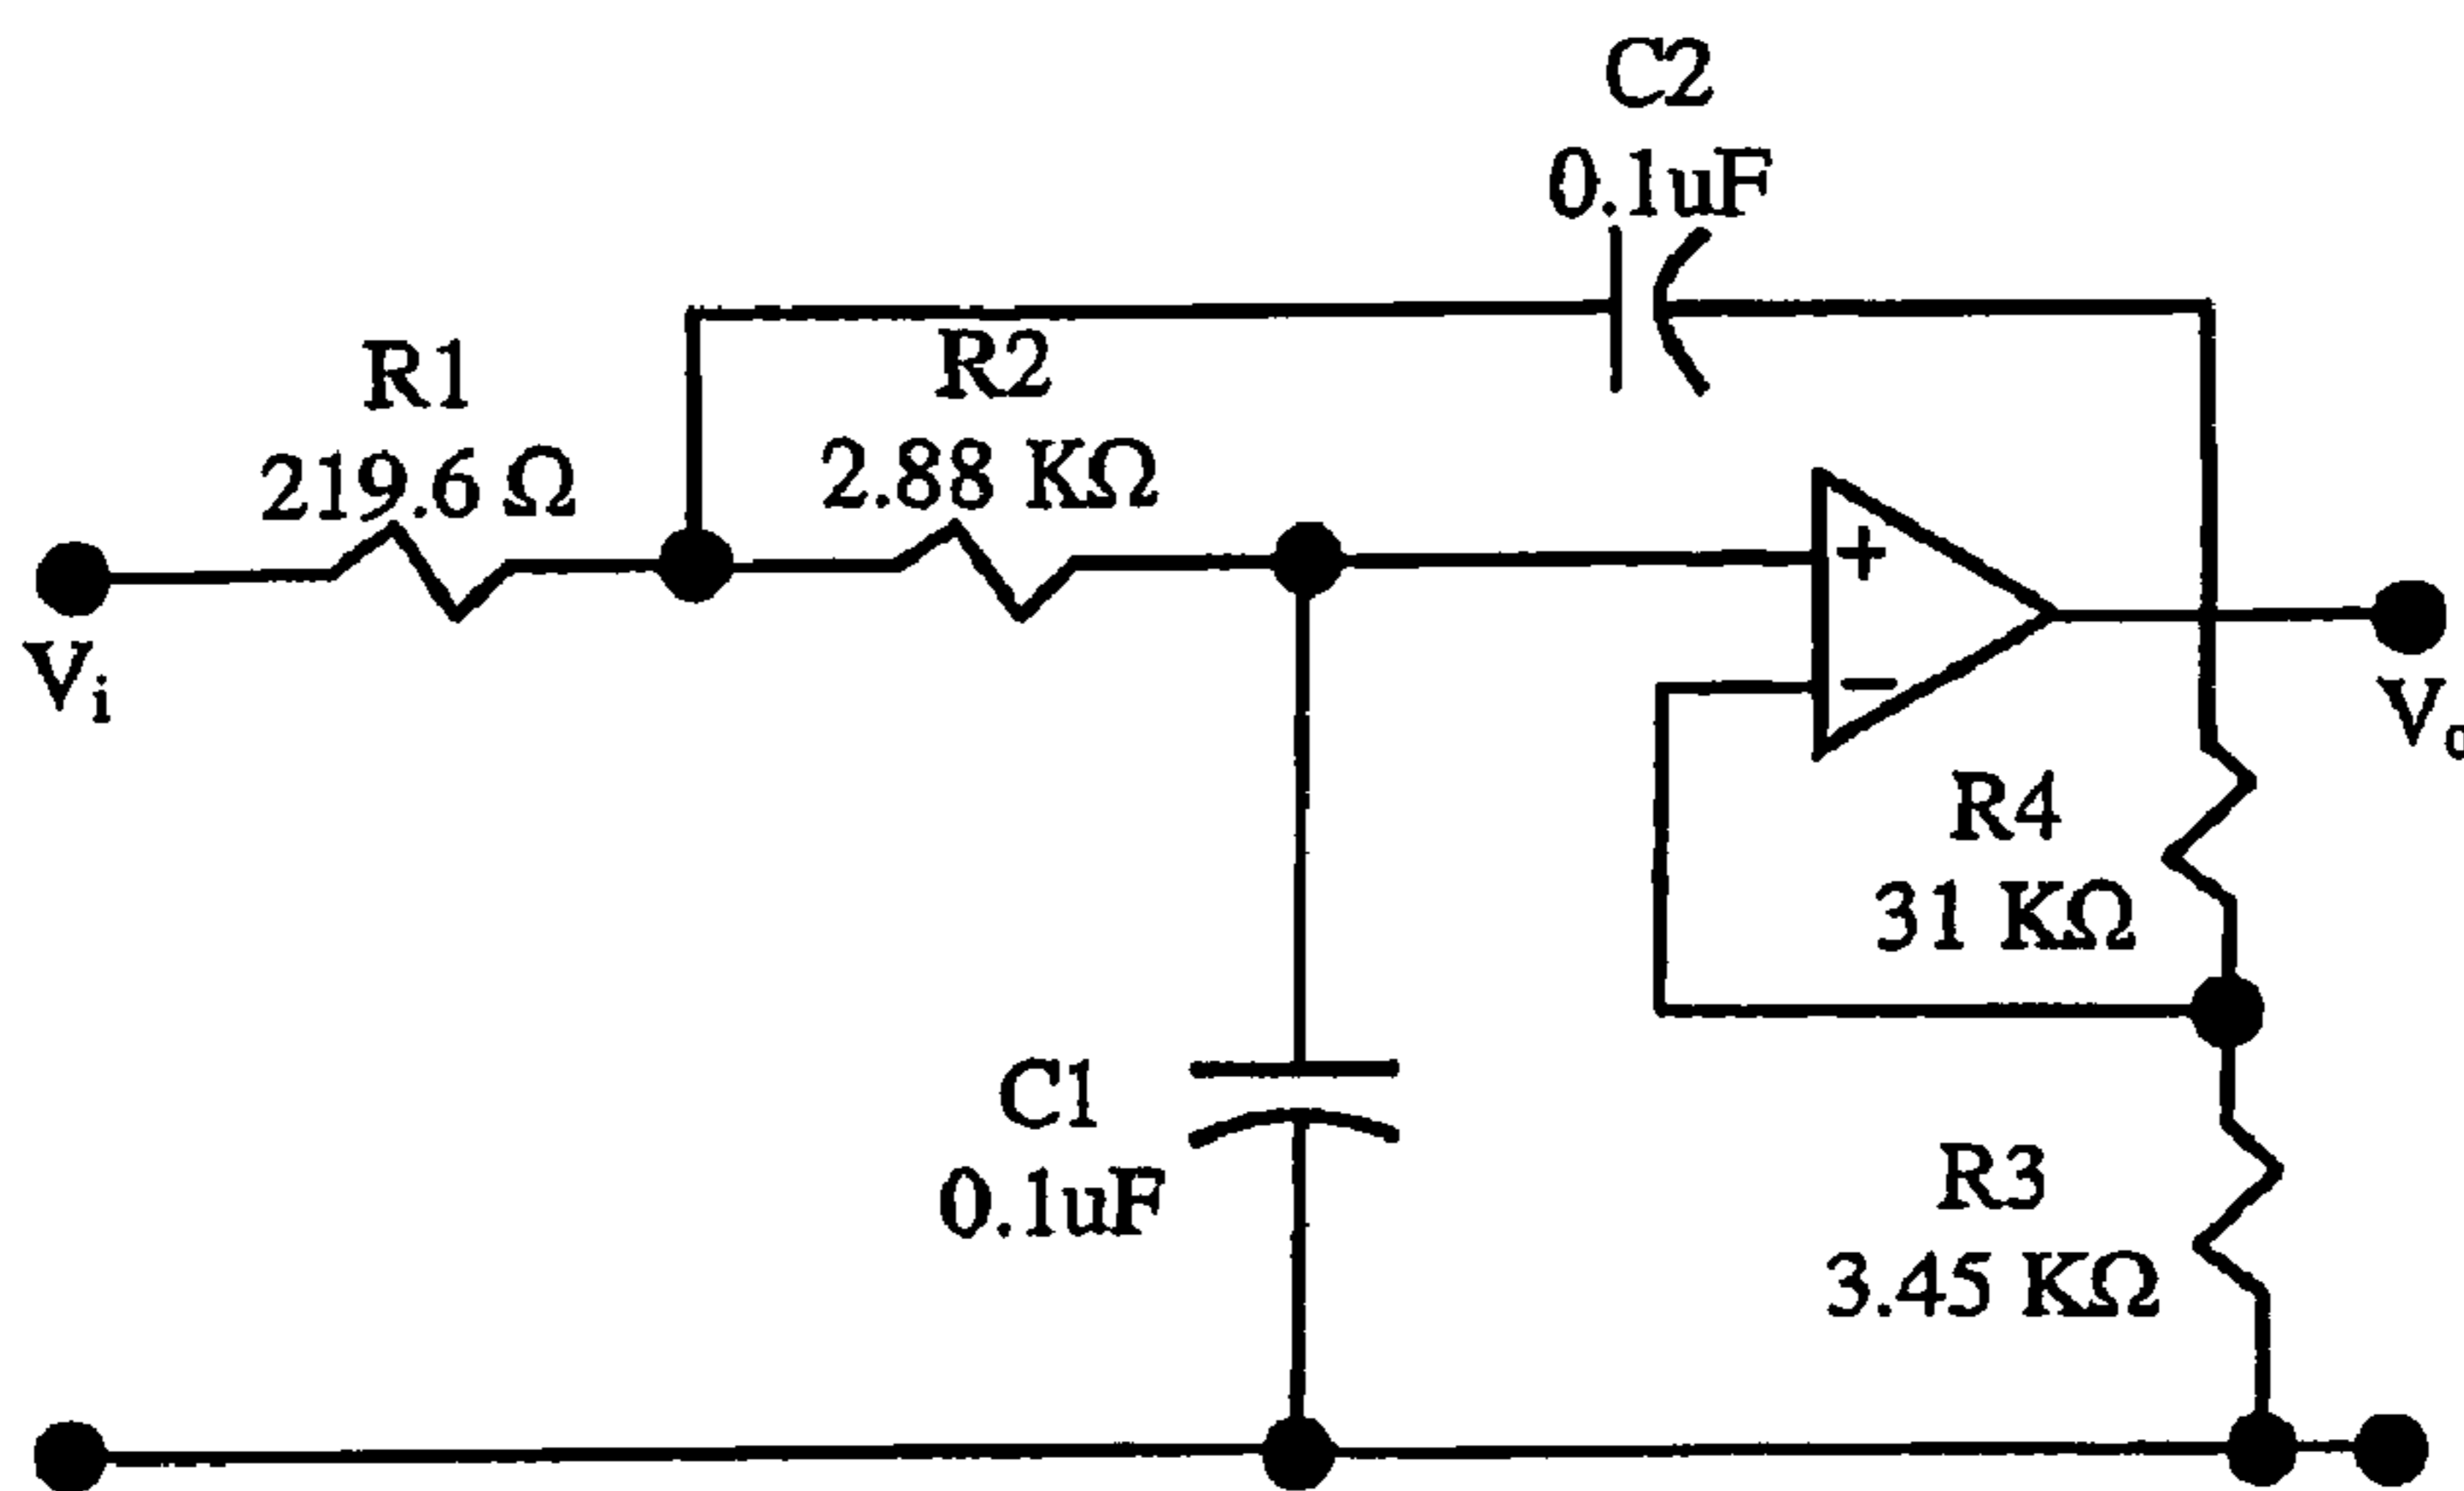 C2
0.1uF
R1
219.6 Ω
R2
2.88 KΩ
+
−
Vi
Vo
R4
31 KΩ
C1
0.1uF
R3
3.45 KΩ